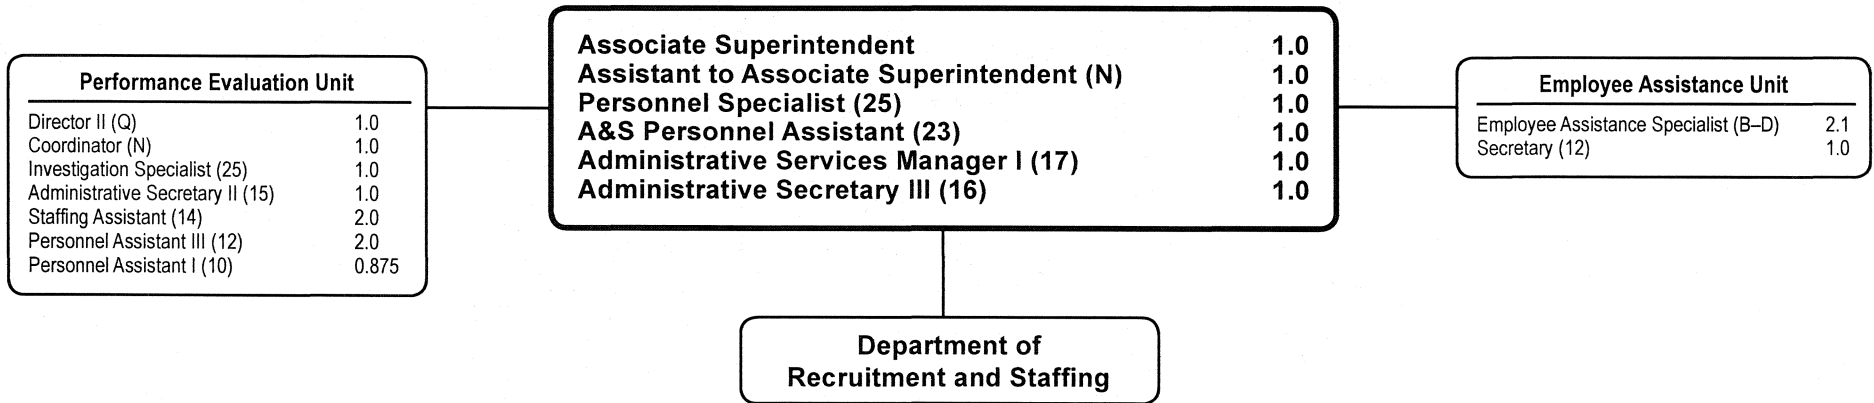 Performance Evaluation Unit
Director II (Q) 1.0
Coordinator (N) 1.0
Investigation Specialist (25) 1.0
Administrative Secretary II (15) 1.0
Staffing Assistant (14) 2.0
Personnel Assistant III (12) 2.0
Personnel Assistant I (10) 0.875
Associate Superintendent 1.0
Assistant to Associate Superintendent (N) 1.0
Personnel Specialist (25) 1.0
A&S Personnel Assistant (23) 1.0
Administrative Services Manager I (17) 1.0
Administrative Secretary III (16) 1.0
Employee Assistance Unit
Employee Assistance Specialist (B–D) 2.1
Secretary (12) 1.0
Department of
Recruitment and Staffing